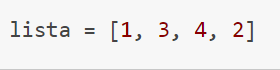 lista = [1, 3, 4, 2]